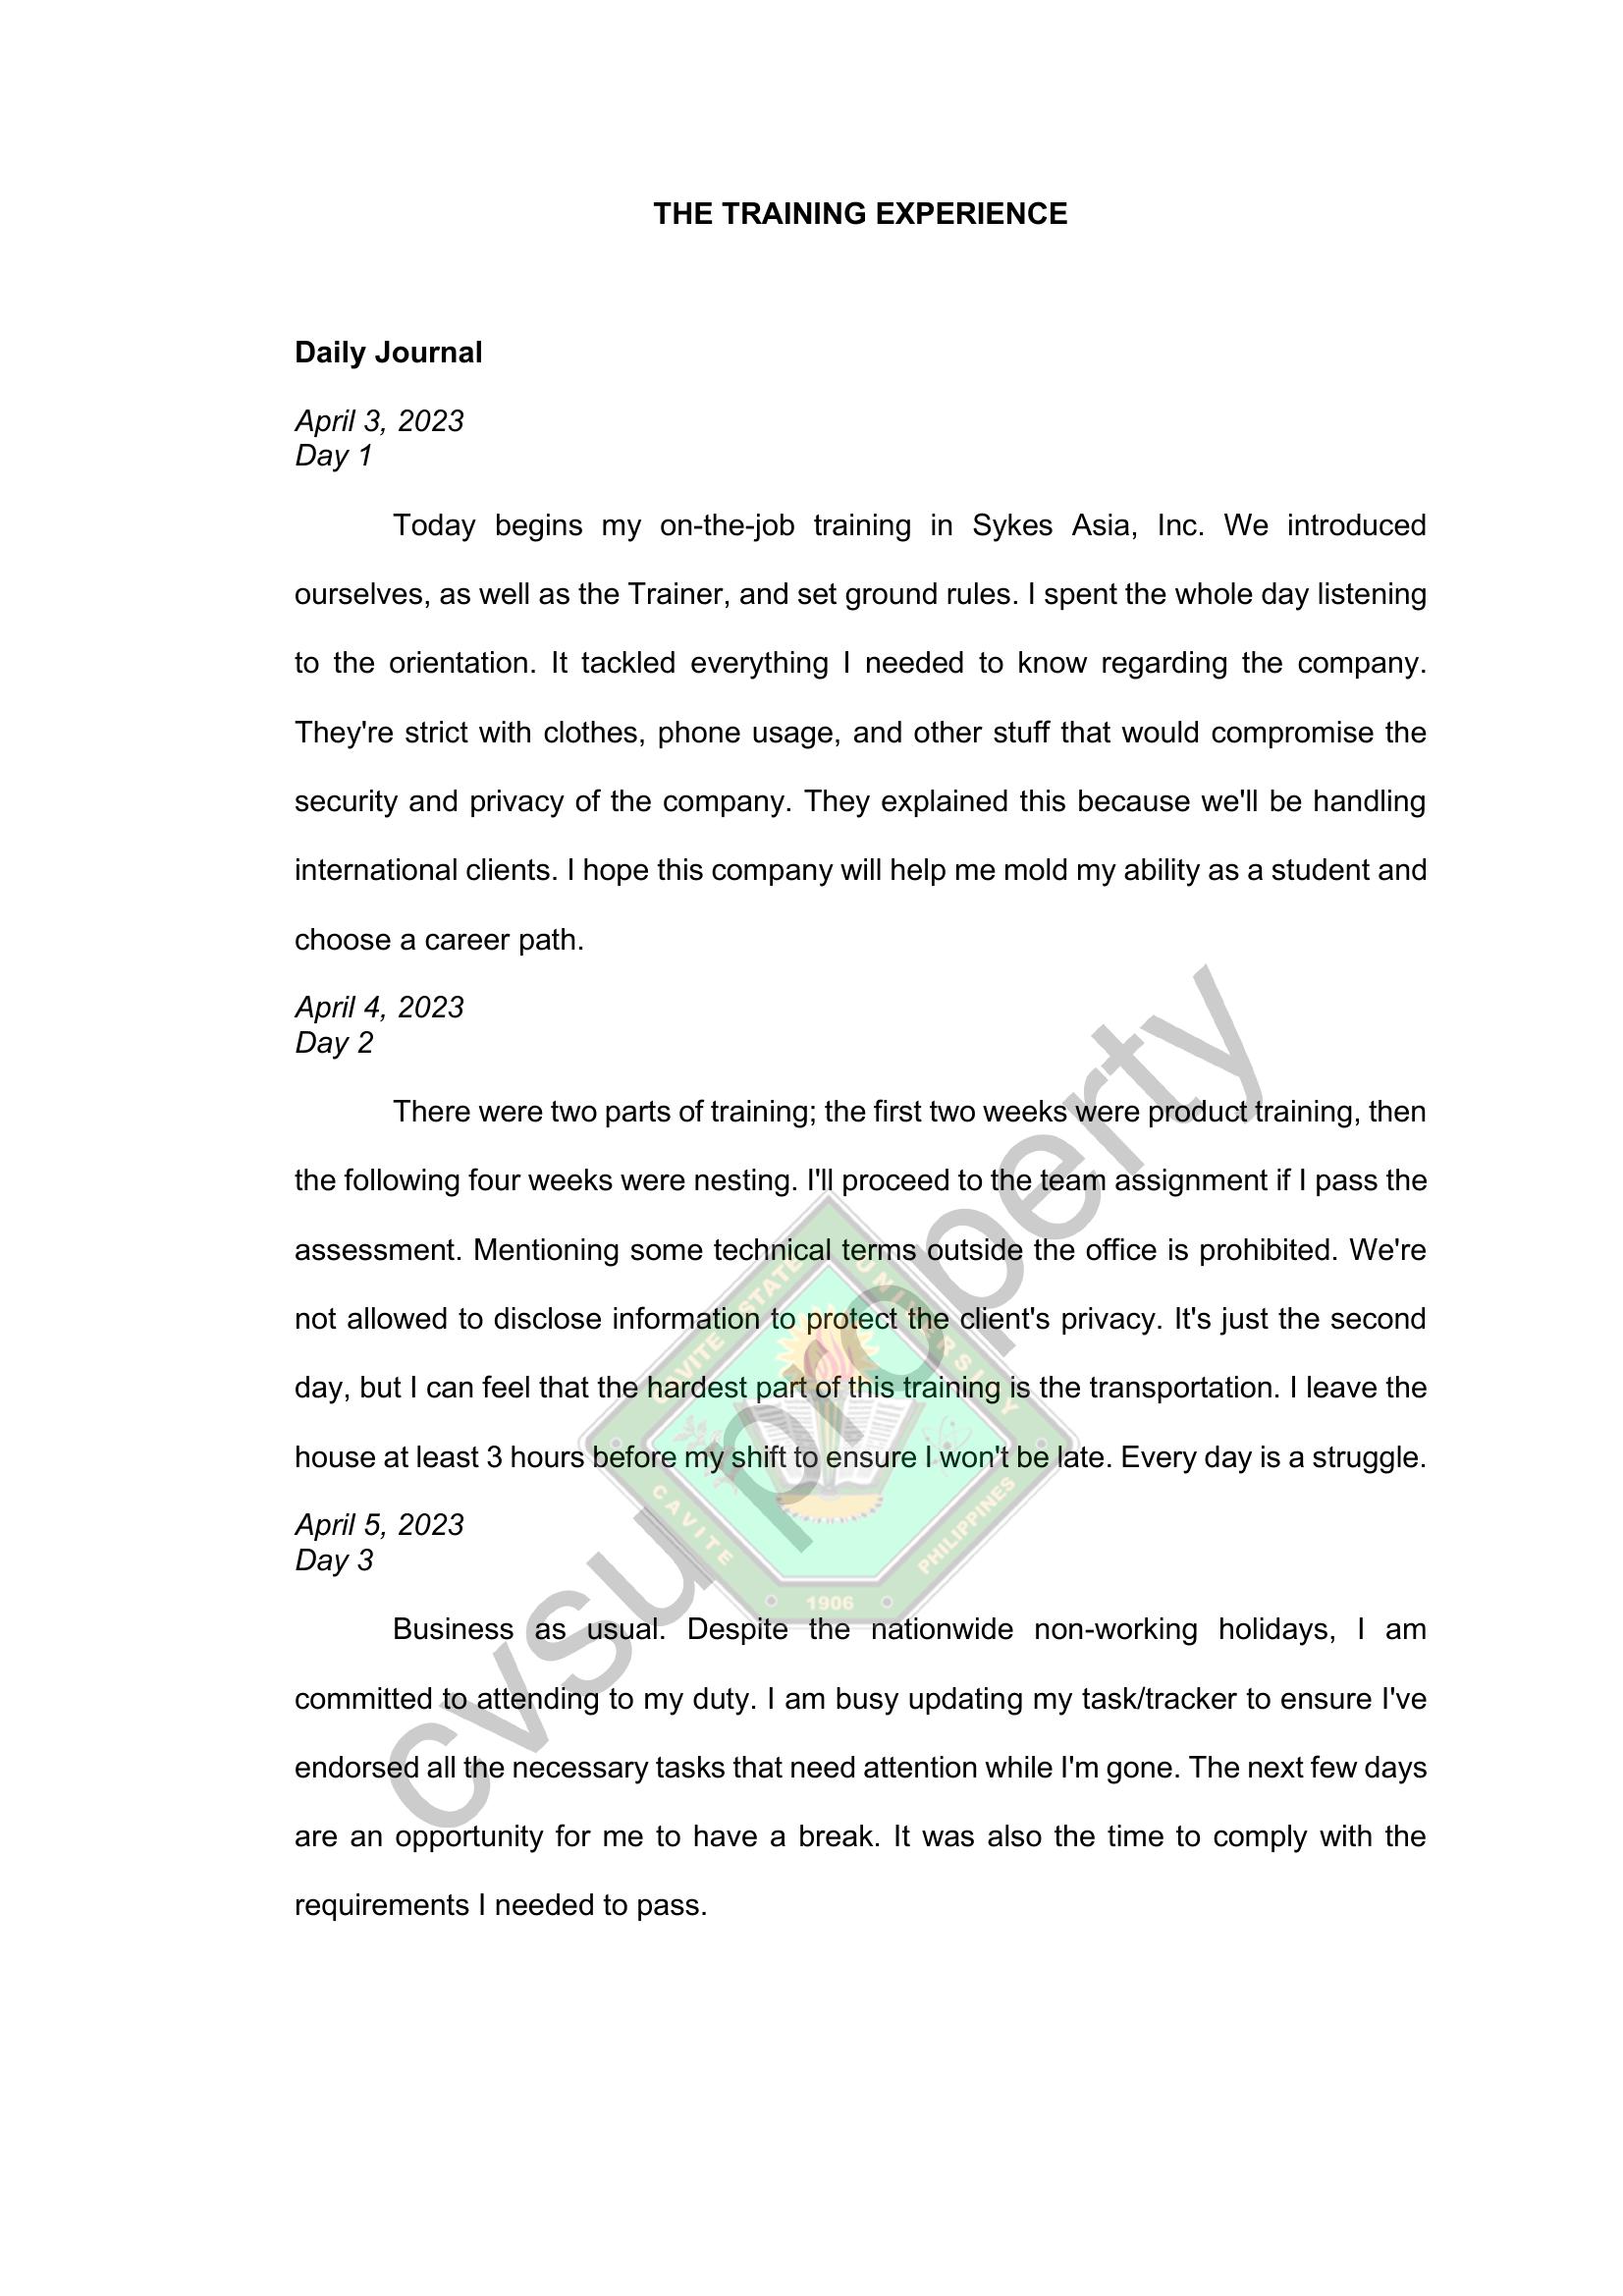 THE TRAINING EXPERIENCE
Daily Journal
April 3, 2023
Day 1
Today begins my on-the-job training in Sykes Asia, Inc. We introduced
ourselves, as well as the Trainer, and set ground rules. I spent the whole day listening
to the orientation. It tackled everything I needed to know regarding the company.
They're strict with clothes, phone usage, and other stuff that would compromise the
security and privacy of the company. They explained this because we'll be handling
international clients. I hope this company will help me mold my ability as a student and
choose a career path.
April 4, 2023
Day 2
There were two parts of training; the first two weeks were product training, then
the following four weeks were nesting. I'll proceed to the team assignment if I pass the
assessment. Mentioning some technical terms outside the office is prohibited. We're
not allowed to disclose information to protect the client's privacy. It's just the second
day, but I can feel that the hardest part of this training is the transportation. I leave the
house at least 3 hours before my shift to ensure I won't be late. Every day is a struggle.
April 5, 2023
Day 3
Business as usual. Despite the nationwide non-working holidays, I am
committed to attending to my duty. I am busy updating my task/tracker to ensure I've
endorsed all the necessary tasks that need attention while I'm gone. The next few days
are an opportunity for me to have a break. It was also the time to comply with the
requirements I needed to pass.
cvsu property
CAVITE STATE UNIVERSITY
CAVITE
PHILIPPINES
1906